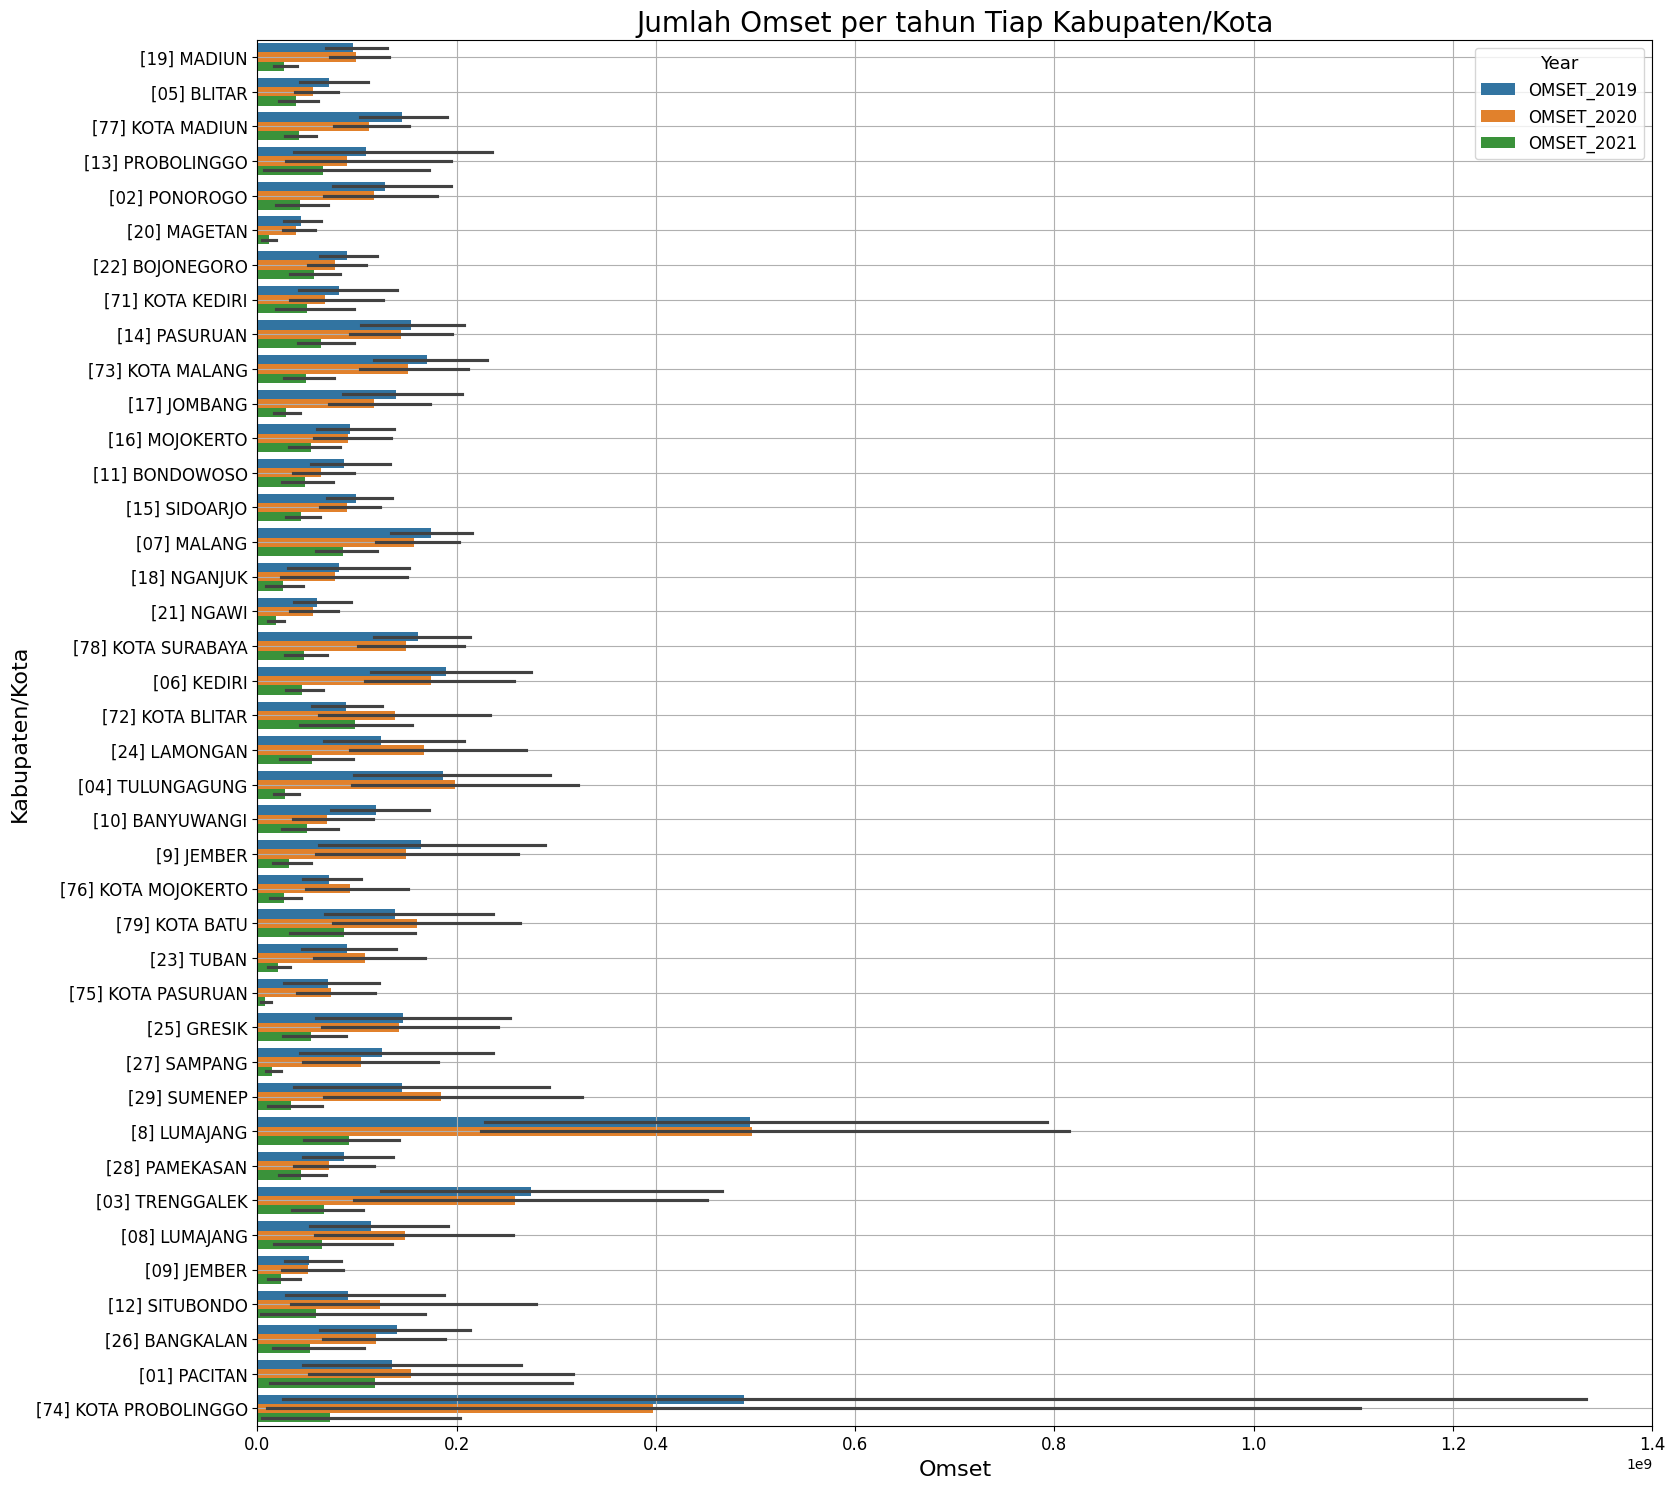 Jumlah Omset per tahun Tiap Kabupaten/Kota
Year
OMSET_2019
OMSET_2020
OMSET_2021
Kabupaten/Kota
[19] MADIUN
[05] BLITAR
[77] KOTA MADIUN
[13] PROBOLINGGO
[02] PONOROGO
[20] MAGETAN
[22] BOJONEGORO
[71] KOTA KEDIRI
[14] PASURUAN
[73] KOTA MALANG
[17] JOMBANG
[16] MOJOKERTO
[11] BONDOWOSO
[15] SIDOARJO
[07] MALANG
[18] NGANJUK
[21] NGAWI
[78] KOTA SURABAYA
[06] KEDIRI
[72] KOTA BLITAR
[24] LAMONGAN
[04] TULUNGAGUNG
[10] BANYUWANGI
[9] JEMBER
[76] KOTA MOJOKERTO
[79] KOTA BATU
[23] TUBAN
[75] KOTA PASURUAN
[25] GRESIK
[27] SAMPANG
[29] SUMENEP
[8] LUMAJANG
[28] PAMEKASAN
[03] TRENGGALEK
[08] LUMAJANG
[09] JEMBER
[12] SITUBONDO
[26] BANGKALAN
[01] PACITAN
[74] KOTA PROBOLINGGO
0.0 0.2 0.4 0.6 0.8 1.0 1.2 1.4
1e9
Omset